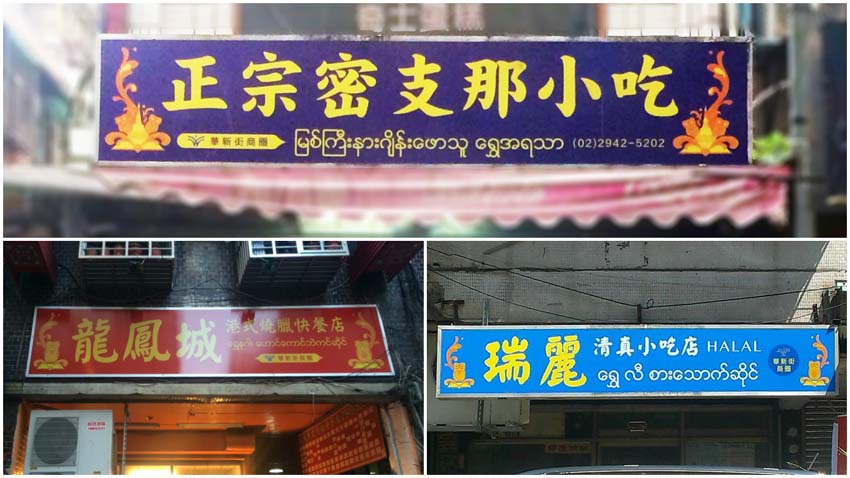 正宗密支那小吃
華新街商圈 မြစ်ကြီးနားဂျိန်းဖောသူ ရွှေအရသာ (02)2942-5202
龍鳳城 港式燒臘快餐店
華新街商圈
瑞麗 清真小吃店 HALAL
ရွှေ လီ စားသောက်ဆိုင်
華新街商圈